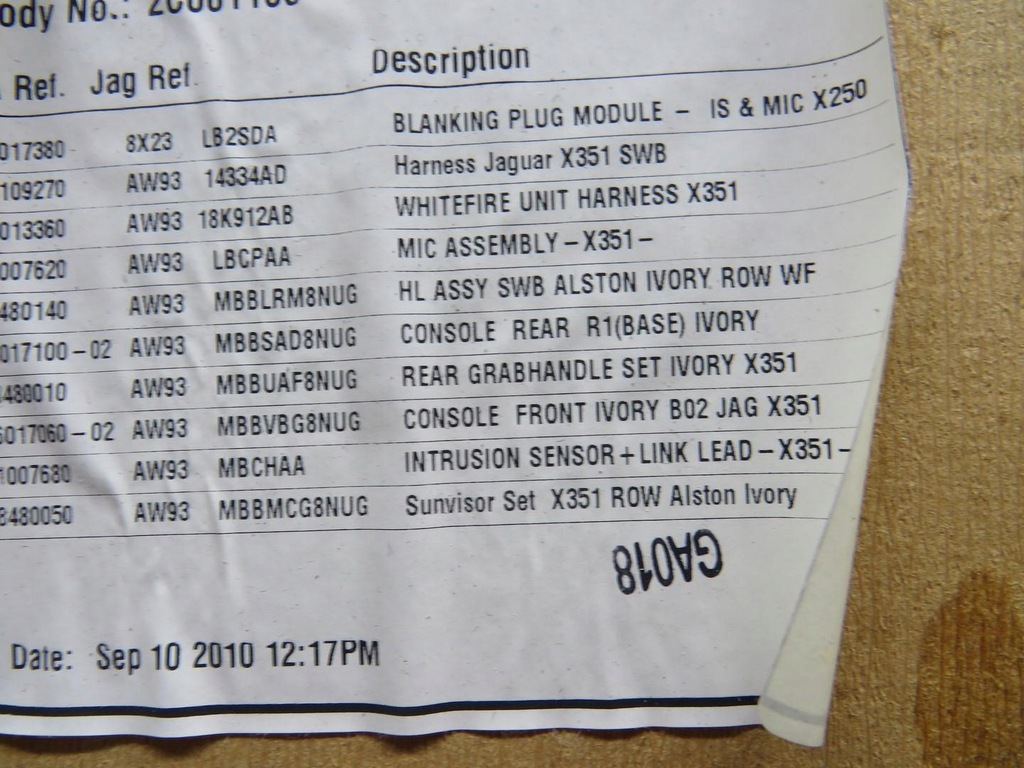 ody No.:
Ref. Jag Ref. Description
017380 8X23 LB2SDA BLANKING PLUG MODULE - IS & MIC X250
109270 AW93 14334AD Harness Jaguar X351 SWB
013360 AW93 18K912AB WHITEFIRE UNIT HARNESS X351
007620 AW93 LBCPAA MIC ASSEMBLY - X351 -
480140 AW93 MBBLRM8NUG HL ASSY SWB ALSTON IVORY ROW WF
017100 - 02 AW93 MBBSAD8NUG CONSOLE REAR R1(BASE) IVORY
480010 AW93 MBBUAF8NUG REAR GRABHANDLE SET IVORY X351
017060 - 02 AW93 MBBVBG8NUG CONSOLE FRONT IVORY B02 JAG X351
1007680 AW93 MBCHAA INTRUSION SENSOR + LINK LEAD - X351 -
480050 AW93 MBBMCG8NUG Sunvisor Set X351 ROW Alston Ivory
GA018
Date: Sep 10 2010 12:17PM